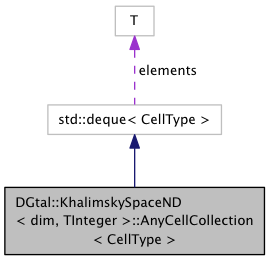 T
elements
std::deque< CellType >
DGtal::KhalimskySpaceND
< dim, TInteger >::AnyCellCollection
< CellType >